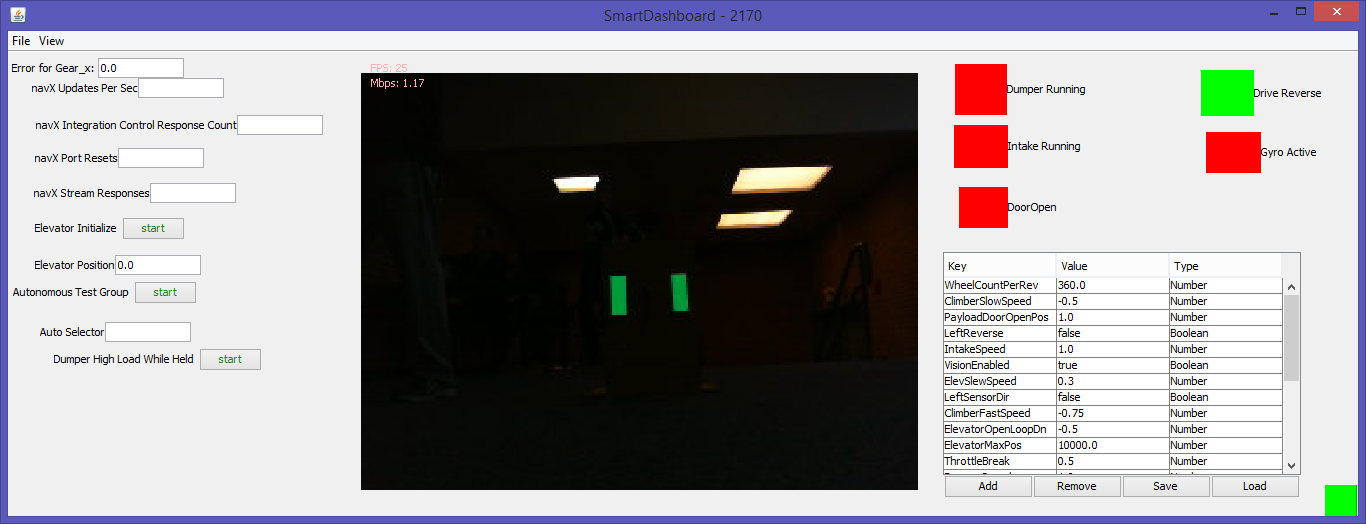 SmartDashboard - 2170
File View
Error for Gear_x: 0.0
navX Updates Per Sec
navX Integration Control Response Count
navX Port Resets
navX Stream Responses
Elevator Initialize start
Elevator Position 0.0
Autonomous Test Group start
Auto Selector
Dumper High Load While Held start
FPS: 25
Mbps: 1.17
Dumper Running
Drive Reverse
Intake Running
Gyro Active
DoorOpen
Key Value Type
WheelCountPerRev 360.0 Number
ClimberSlowSpeed -0.5 Number
PayloadDoorOpenPos 1.0 Number
LeftReverse false Boolean
IntakeSpeed 1.0 Number
VisionEnabled true Boolean
ElevSlewSpeed 0.3 Number
LeftSensorDir false Boolean
ClimberFastSpeed -0.75 Number
ElevatorOpenLoopDn -0.5 Number
ElevatorMaxPos 10000.0 Number
ThrottleBreak 0.5 Number
Add Remove Save Load